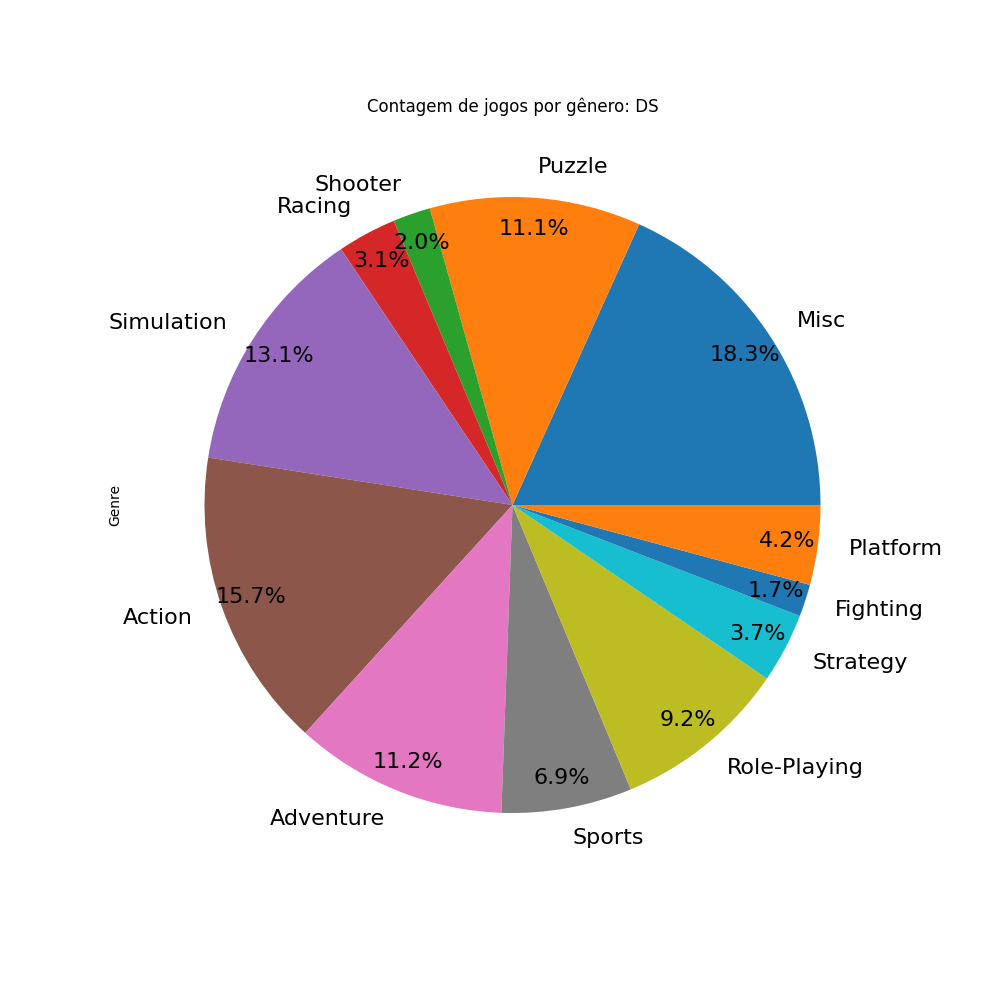 Contagem de jogos por gênero: DS
Puzzle
Shooter
Racing
11.1%
2.0%
3.1%
Misc
Simulation
18.3%
13.1%
Genre
4.2%
Platform
1.7%
Fighting
15.7%
Action
3.7%
Strategy
9.2%
Role-Playing
11.2%
6.9%
Adventure
Sports